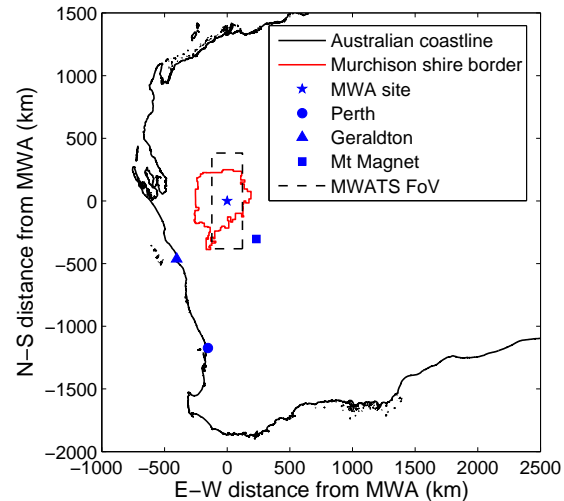 Australian coastline
Murchison shire border
MWA site
Perth
Geraldton
Mt Magnet
MWATS FoV
1500
1000
500
0
−500
−1000
−1500
−2000
N−S distance from MWA (km)
−1000 −500 0 500 1000 1500 2000 2500
E−W distance from MWA (km)